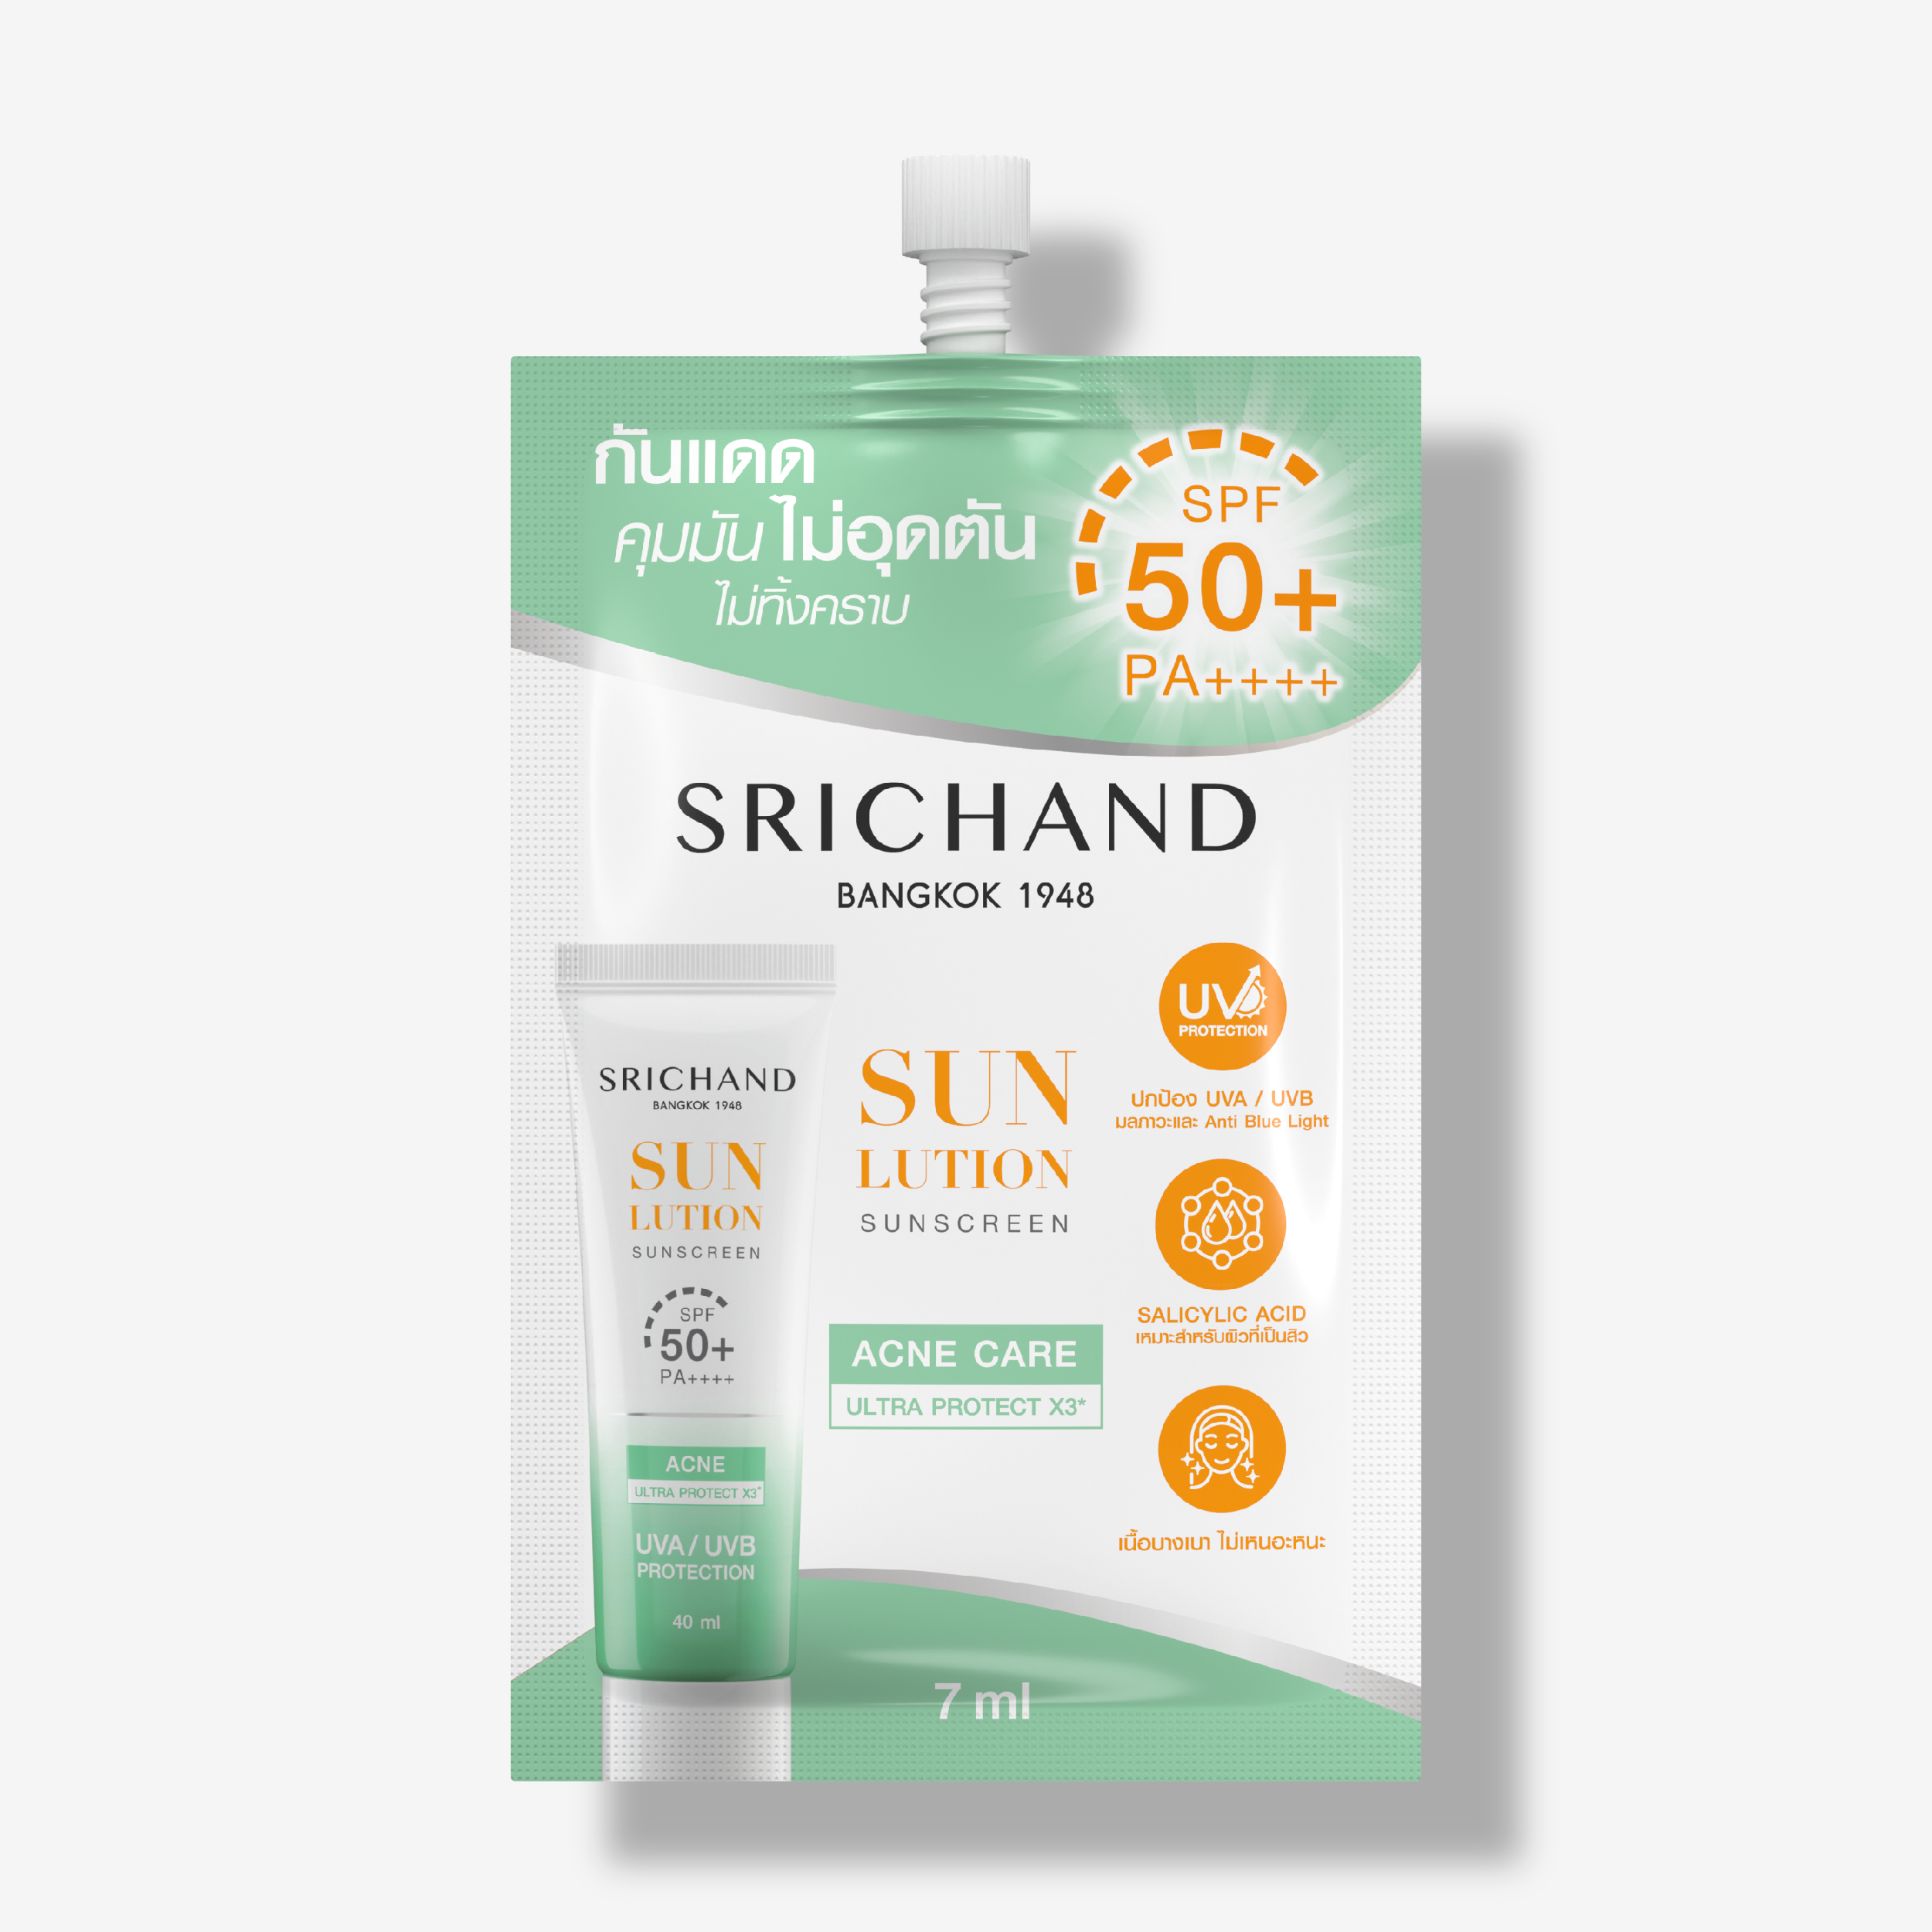 กันแดด
คุมมัน ไม่อุดตัน
ไม่ทิ้งคราบ
SPF
50+
PA++++
SRICHAND
BANGKOK 1948
SRICHAND
BANGKOK 1948
SUN
LUTION
SUNSCREEN
SPF
50+
PA++++
ACNE
ULTRA PROTECT X3*
UVA / UVB
PROTECTION
40 ml
SUN
LUTION
SUNSCREEN
ACNE CARE
ULTRA PROTECT X3*
UV
PROTECTION
ปกป้อง UVA / UVB
มลภาวะและ Anti Blue Light
SALICYLIC ACID
เหมาะสำหรับผิวที่เป็นสิว
เนื้อบางเบา ไม่เหนอะหนะ
7 ml